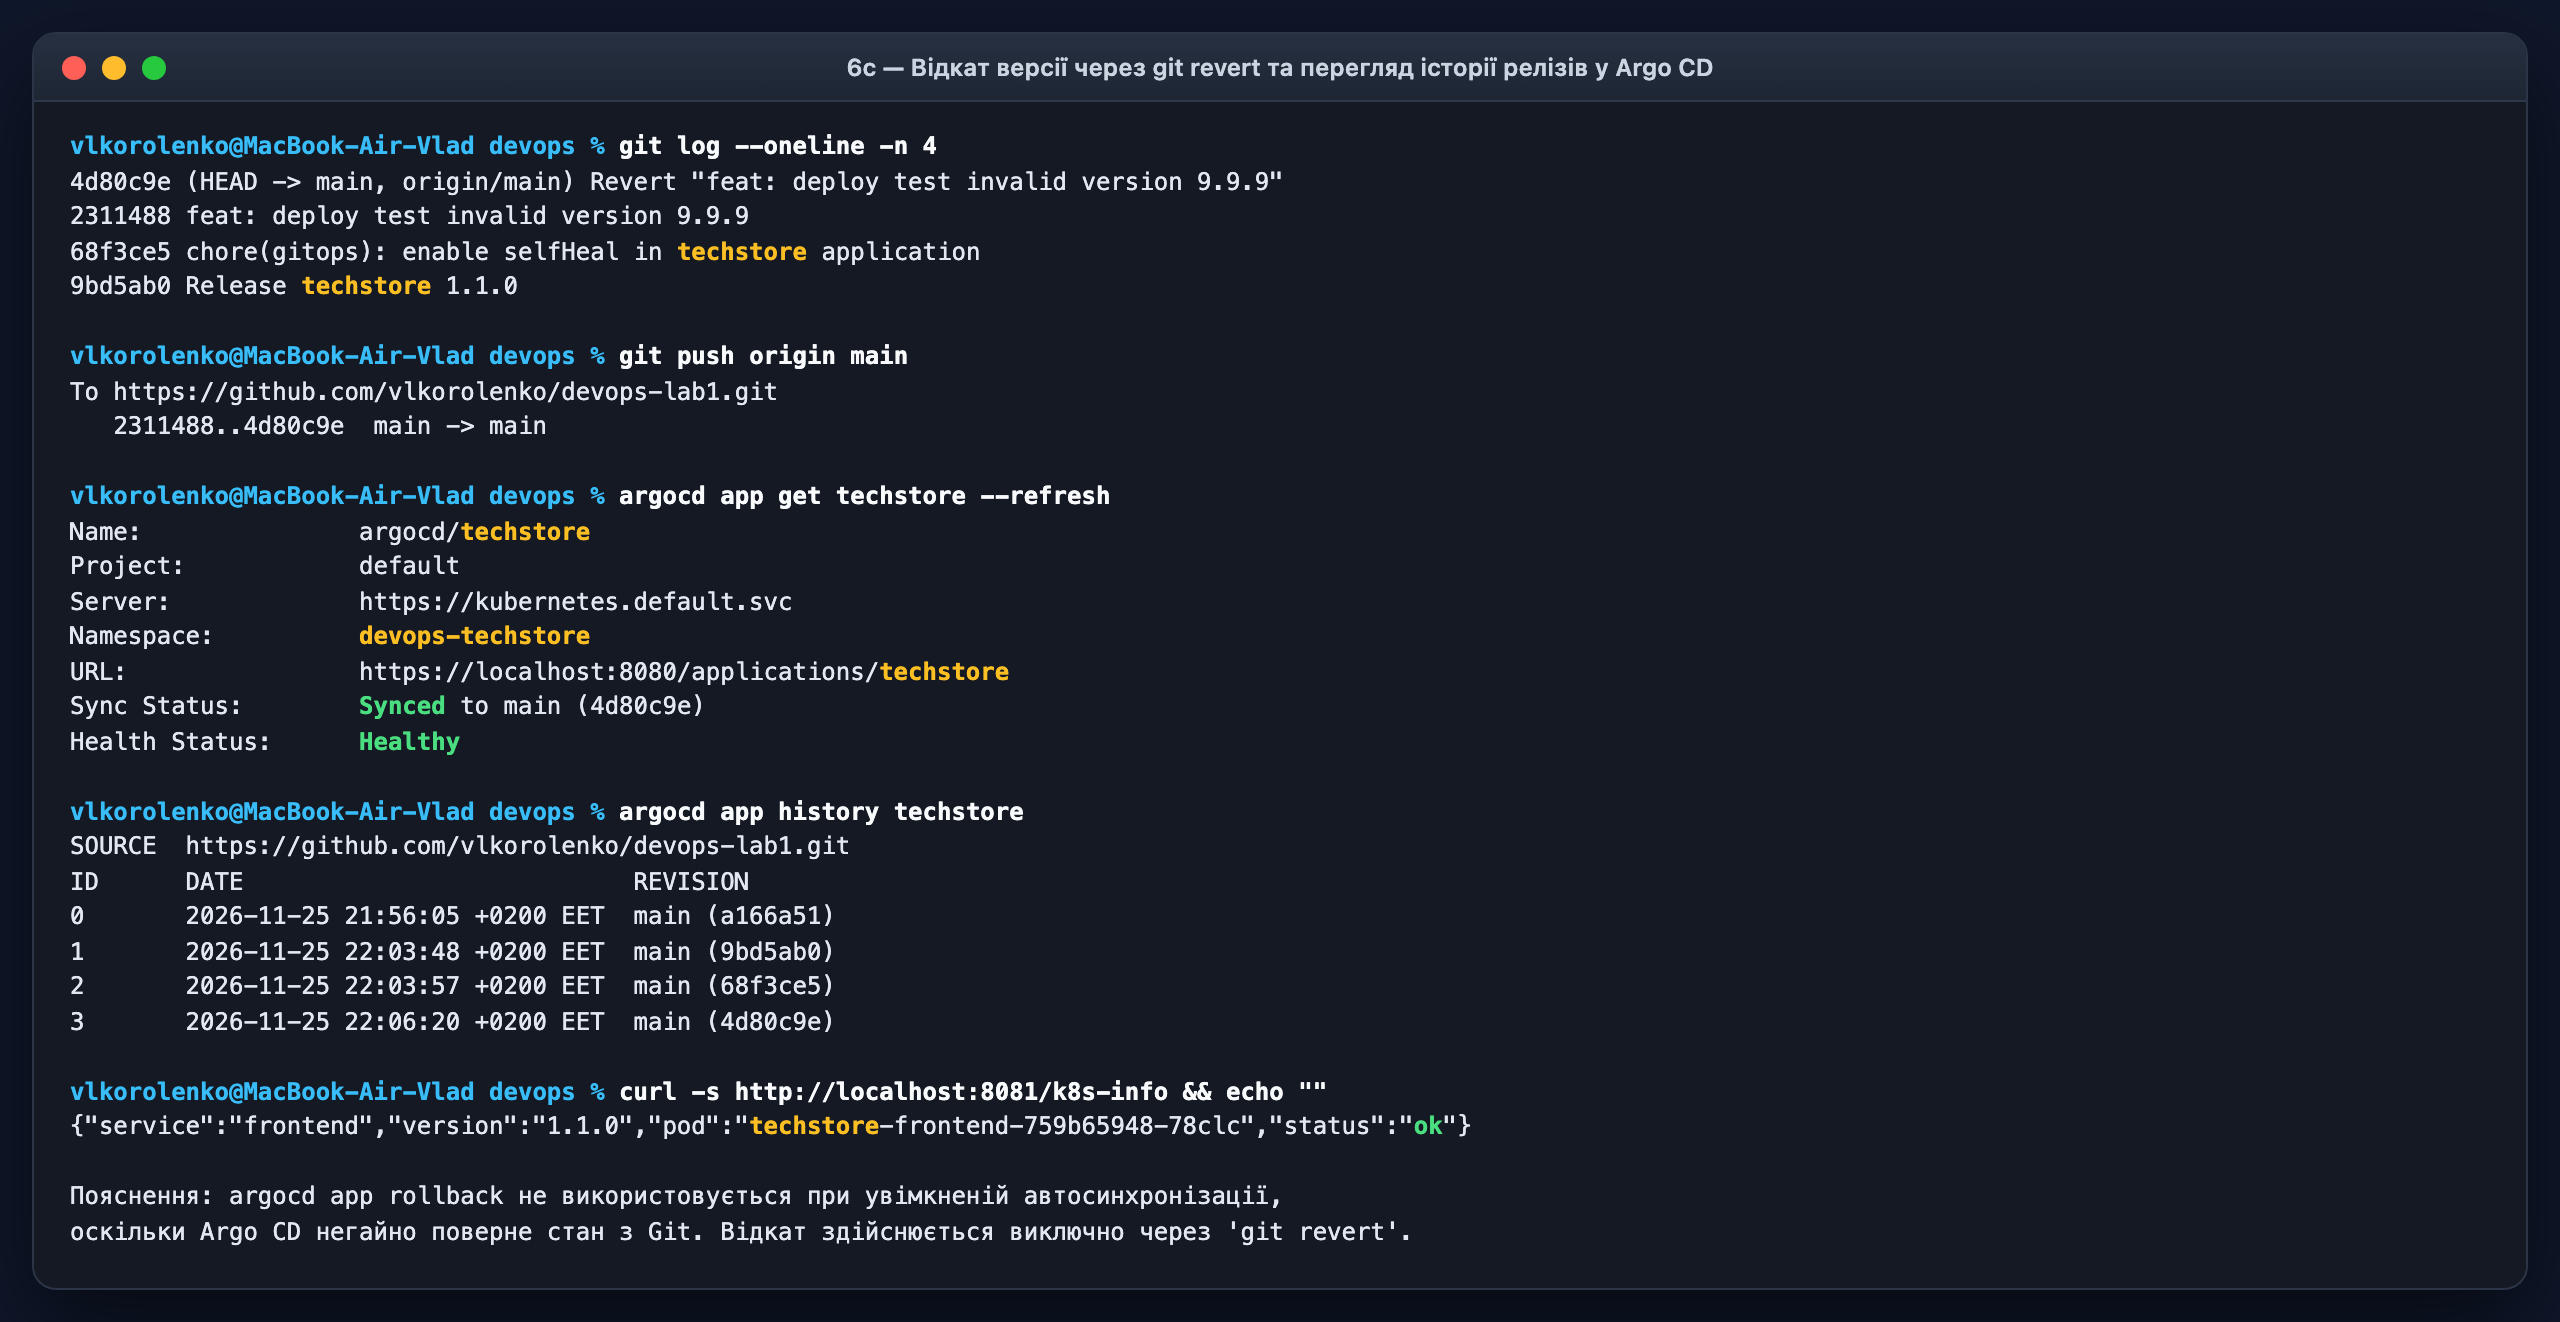 6c — Відкат версії через git revert та перегляд історії релізів у Argo CD
vlkorolenko@MacBook-Air-Vlad devops % git log --oneline -n 4
4d80c9e (HEAD -> main, origin/main) Revert "feat: deploy test invalid version 9.9.9"
2311488 feat: deploy test invalid version 9.9.9
68f3ce5 chore(gitops): enable selfHeal in techstore application
9bd5ab0 Release techstore 1.1.0
vlkorolenko@MacBook-Air-Vlad devops % git push origin main
To https://github.com/vlkorolenko/devops-lab1.git
   2311488..4d80c9e  main -> main
vlkorolenko@MacBook-Air-Vlad devops % argocd app get techstore --refresh
Name:               argocd/techstore
Project:            default
Server:             https://kubernetes.default.svc
Namespace:          devops-techstore
URL:                https://localhost:8080/applications/techstore
Sync Status:        Synced to main (4d80c9e)
Health Status:      Healthy
vlkorolenko@MacBook-Air-Vlad devops % argocd app history techstore
SOURCE  https://github.com/vlkorolenko/devops-lab1.git
ID      DATE                           REVISION
0       2026-11-25 21:56:05 +0200 EET  main (a166a51)
1       2026-11-25 22:03:48 +0200 EET  main (9bd5ab0)
2       2026-11-25 22:03:57 +0200 EET  main (68f3ce5)
3       2026-11-25 22:06:20 +0200 EET  main (4d80c9e)
vlkorolenko@MacBook-Air-Vlad devops % curl -s http://localhost:8081/k8s-info && echo ""
{"service":"frontend","version":"1.1.0","pod":"techstore-frontend-759b65948-78clc","status":"ok"}
Пояснення: argocd app rollback не використовується при увімкненій автосинхронізації,
оскільки Argo CD негайно поверне стан з Git. Відкат здійснюється виключно через 'git revert'.